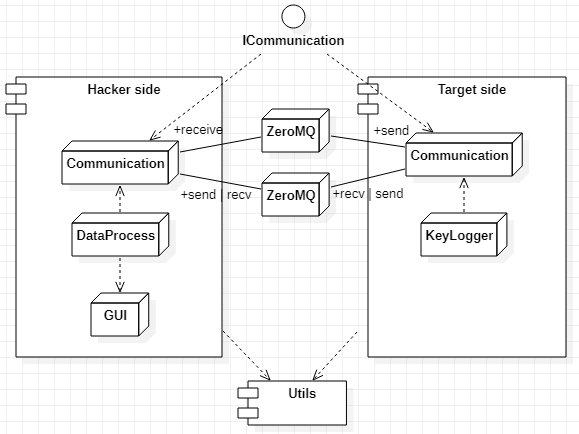 ICommunication
Hacker side
Target side
+receive
ZeroMQ
+send
Communication
Communication
+send | recv
ZeroMQ
+recv | send
DataProcess
KeyLogger
GUI
Utils